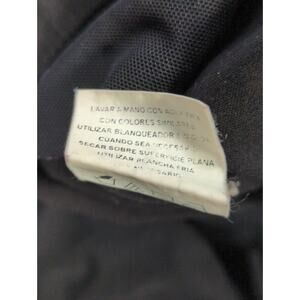 LAVAR A MANO CON AGUA FRIA
CON COLORES SIMILARES
UTILIZAR BLANQUEADOR SIN
CUANDO SEA NECESARIO
SECAR SOBRE SUPERFICIE PLANA
UTILIZAR PLANCHA FRIA